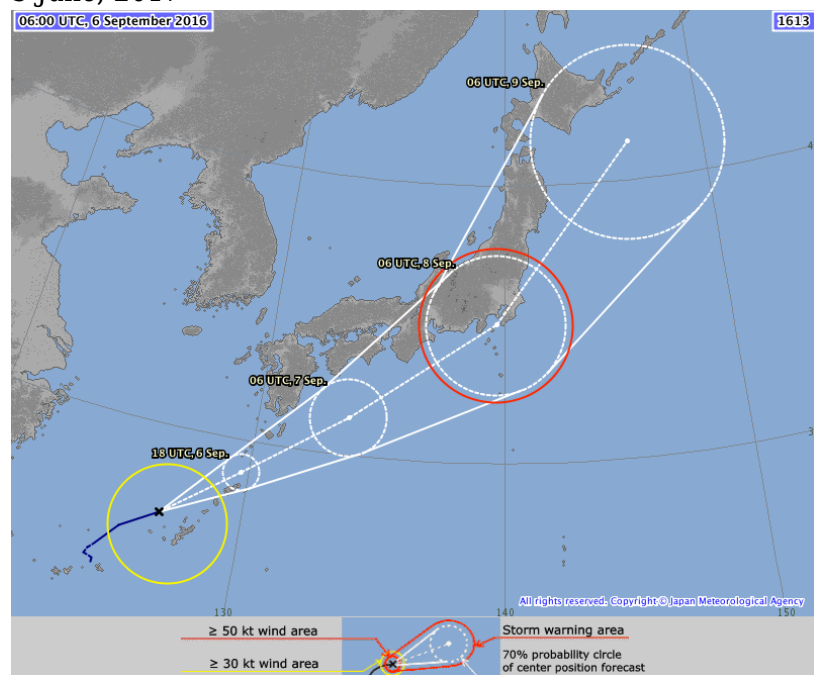 06:00 UTC, 6 September 2016
1613
06 UTC, 9 Sep.
4
06 UTC, 8 Sep.
06 UTC, 7 Sep.
3
18 UTC, 6 Sep.
All rights reserved. Copyright © Japan Meteorological Agency
130
140
150
≥ 50 kt wind area
Storm warning area
≥ 30 kt wind area
70% probability circle
of center position forecast